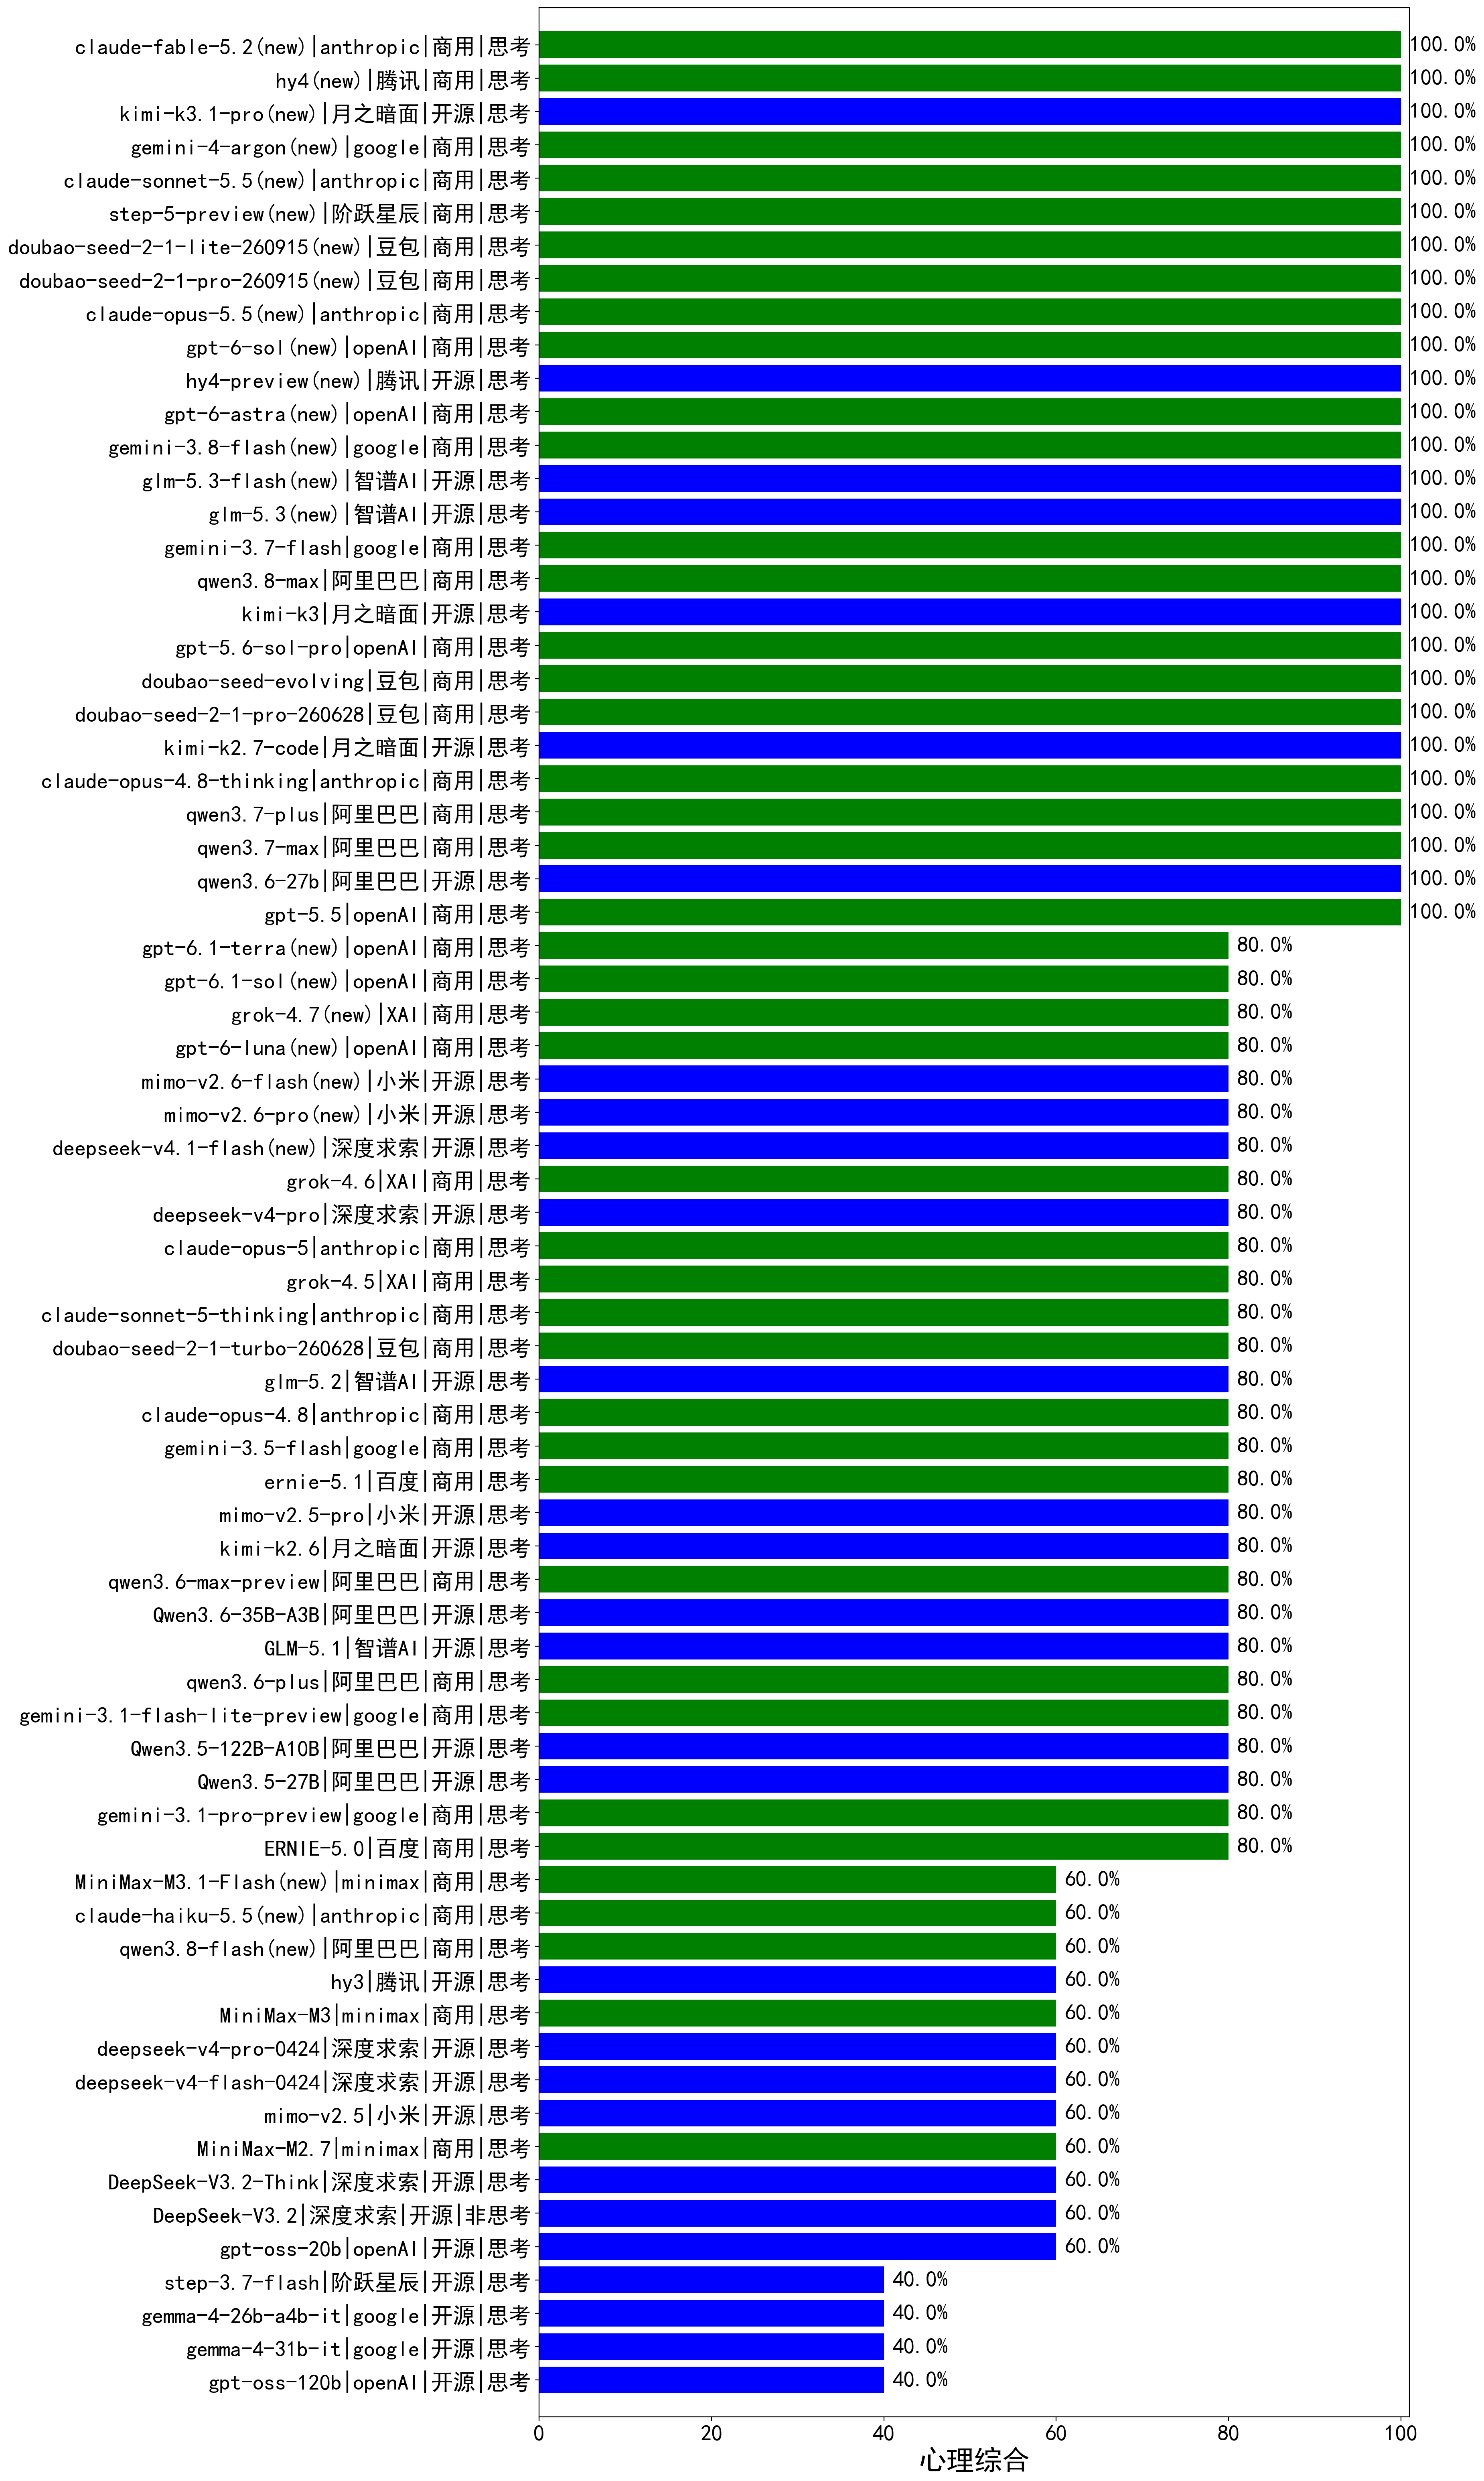 claude-fable-5.2(new)|anthropic|商用|思考 100.0%
hy4(new)|腾讯|商用|思考 100.0%
kimi-k3.1-pro(new)|月之暗面|开源|思考 100.0%
gemini-4-argon(new)|google|商用|思考 100.0%
claude-sonnet-5.5(new)|anthropic|商用|思考 100.0%
step-5-preview(new)|阶跃星辰|商用|思考 100.0%
doubao-seed-2-1-lite-260915(new)|豆包|商用|思考 100.0%
doubao-seed-2-1-pro-260915(new)|豆包|商用|思考 100.0%
claude-opus-5.5(new)|anthropic|商用|思考 100.0%
gpt-6-sol(new)|openAI|商用|思考 100.0%
hy4-preview(new)|腾讯|开源|思考 100.0%
gpt-6-astra(new)|openAI|商用|思考 100.0%
gemini-3.8-flash(new)|google|商用|思考 100.0%
glm-5.3-flash(new)|智谱AI|开源|思考 100.0%
glm-5.3(new)|智谱AI|开源|思考 100.0%
gemini-3.7-flash|google|商用|思考 100.0%
qwen3.8-max|阿里巴巴|商用|思考 100.0%
kimi-k3|月之暗面|开源|思考 100.0%
gpt-5.6-sol-pro|openAI|商用|思考 100.0%
doubao-seed-evolving|豆包|商用|思考 100.0%
doubao-seed-2-1-pro-260628|豆包|商用|思考 100.0%
kimi-k2.7-code|月之暗面|开源|思考 100.0%
claude-opus-4.8-thinking|anthropic|商用|思考 100.0%
qwen3.7-plus|阿里巴巴|商用|思考 100.0%
qwen3.7-max|阿里巴巴|商用|思考 100.0%
qwen3.6-27b|阿里巴巴|开源|思考 100.0%
gpt-5.5|openAI|商用|思考 100.0%
gpt-6.1-terra(new)|openAI|商用|思考 80.0%
gpt-6.1-sol(new)|openAI|商用|思考 80.0%
grok-4.7(new)|XAI|商用|思考 80.0%
gpt-6-luna(new)|openAI|商用|思考 80.0%
mimo-v2.6-flash(new)|小米|开源|思考 80.0%
mimo-v2.6-pro(new)|小米|开源|思考 80.0%
deepseek-v4.1-flash(new)|深度求索|开源|思考 80.0%
grok-4.6|XAI|商用|思考 80.0%
deepseek-v4-pro|深度求索|开源|思考 80.0%
claude-opus-5|anthropic|商用|思考 80.0%
grok-4.5|XAI|商用|思考 80.0%
claude-sonnet-5-thinking|anthropic|商用|思考 80.0%
doubao-seed-2-1-turbo-260628|豆包|商用|思考 80.0%
glm-5.2|智谱AI|开源|思考 80.0%
claude-opus-4.8|anthropic|商用|思考 80.0%
gemini-3.5-flash|google|商用|思考 80.0%
ernie-5.1|百度|商用|思考 80.0%
mimo-v2.5-pro|小米|开源|思考 80.0%
kimi-k2.6|月之暗面|开源|思考 80.0%
qwen3.6-max-preview|阿里巴巴|商用|思考 80.0%
Qwen3.6-35B-A3B|阿里巴巴|开源|思考 80.0%
GLM-5.1|智谱AI|开源|思考 80.0%
qwen3.6-plus|阿里巴巴|商用|思考 80.0%
gemini-3.1-flash-lite-preview|google|商用|思考 80.0%
Qwen3.5-122B-A10B|阿里巴巴|开源|思考 80.0%
Qwen3.5-27B|阿里巴巴|开源|思考 80.0%
gemini-3.1-pro-preview|google|商用|思考 80.0%
ERNIE-5.0|百度|商用|思考 80.0%
MiniMax-M3.1-Flash(new)|minimax|商用|思考 60.0%
claude-haiku-5.5(new)|anthropic|商用|思考 60.0%
qwen3.8-flash(new)|阿里巴巴|商用|思考 60.0%
hy3|腾讯|开源|思考 60.0%
MiniMax-M3|minimax|商用|思考 60.0%
deepseek-v4-pro-0424|深度求索|开源|思考 60.0%
deepseek-v4-flash-0424|深度求索|开源|思考 60.0%
mimo-v2.5|小米|开源|思考 60.0%
MiniMax-M2.7|minimax|商用|思考 60.0%
DeepSeek-V3.2-Think|深度求索|开源|思考 60.0%
DeepSeek-V3.2|深度求索|开源|非思考 60.0%
gpt-oss-20b|openAI|开源|思考 60.0%
step-3.7-flash|阶跃星辰|开源|思考 40.0%
gemma-4-26b-a4b-it|google|开源|思考 40.0%
gemma-4-31b-it|google|开源|思考 40.0%
gpt-oss-120b|openAI|开源|思考 40.0%
0 20 40 60 80 100
心理综合